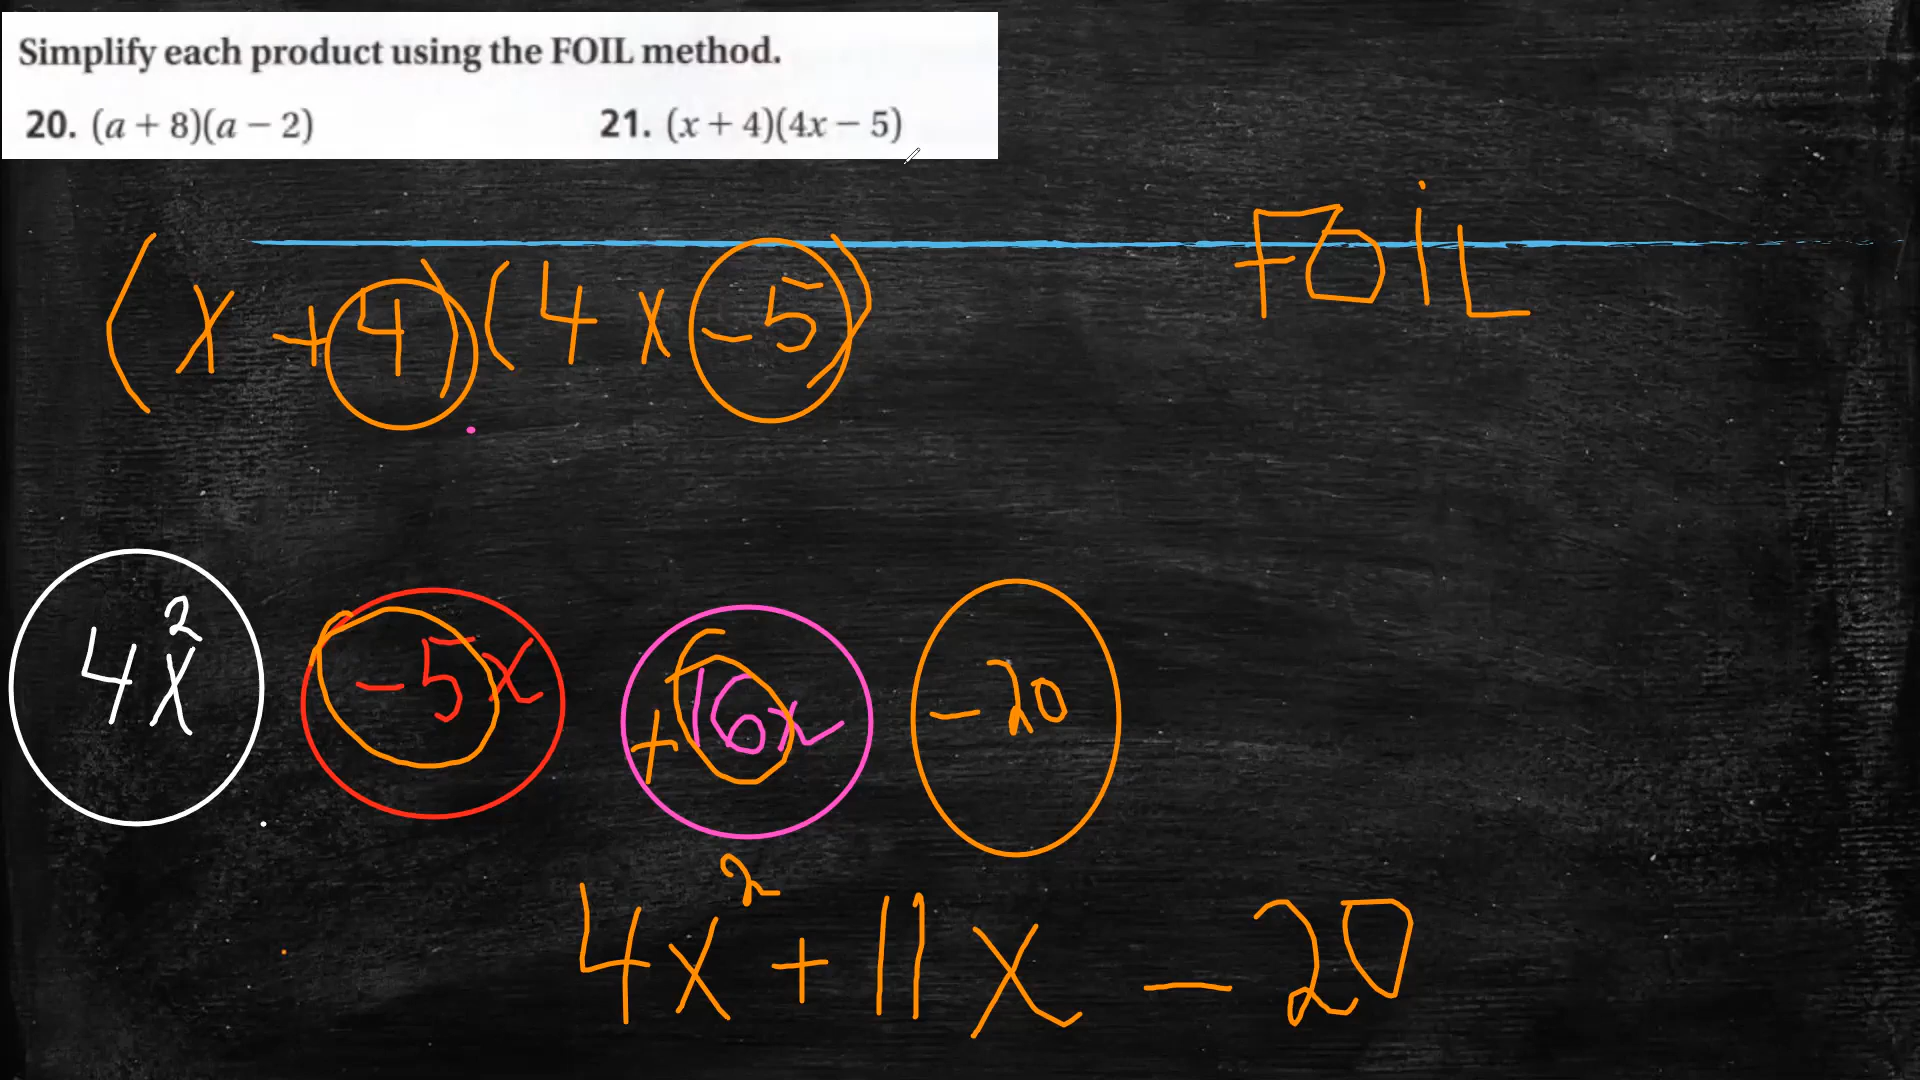 Simplify each product using the FOIL method.
20. (a + 8)(a − 2) 21. (x + 4)(4x − 5)
FOiL
(x + 4)(4x − 5)
4x² −5x +16x −20
4x² + 11x − 20